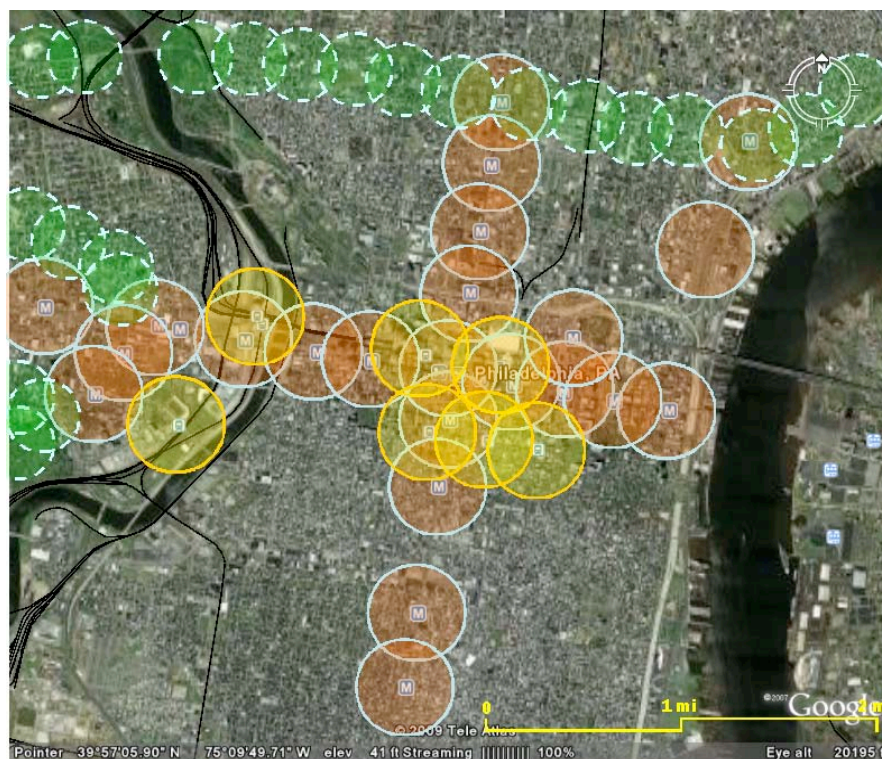 N
M
Philadelphia, PA
0
1 mi
©2007 Google
© 2009 Tele Atlas
Pointer 39°57'05.90" N 75°09'49.71" W elev 41 ft Streaming |||||||||| 100% Eye alt 20195